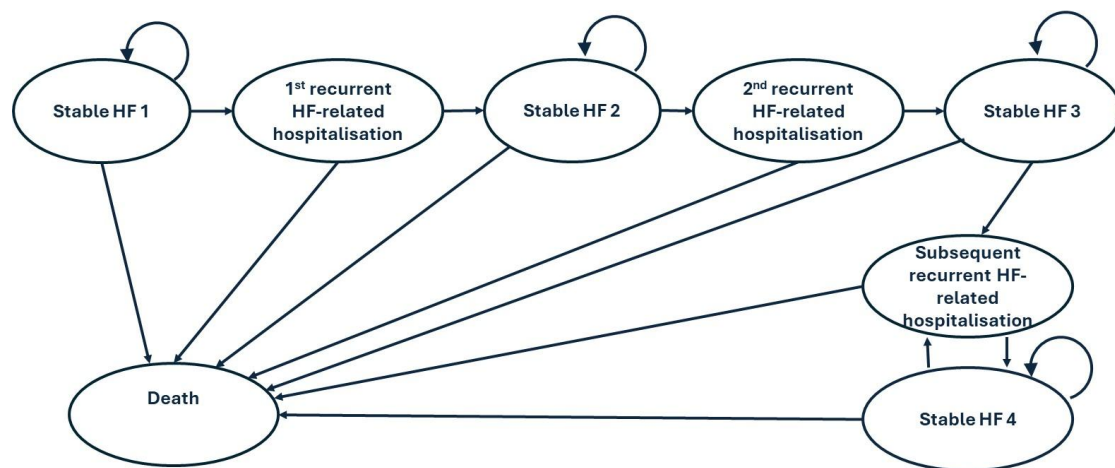 Stable HF 1
1st recurrent
HF-related
hospitalisation
Stable HF 2
2nd recurrent
HF-related
hospitalisation
Stable HF 3
Subsequent
recurrent HF-
related
hospitalisation
Death
Stable HF 4